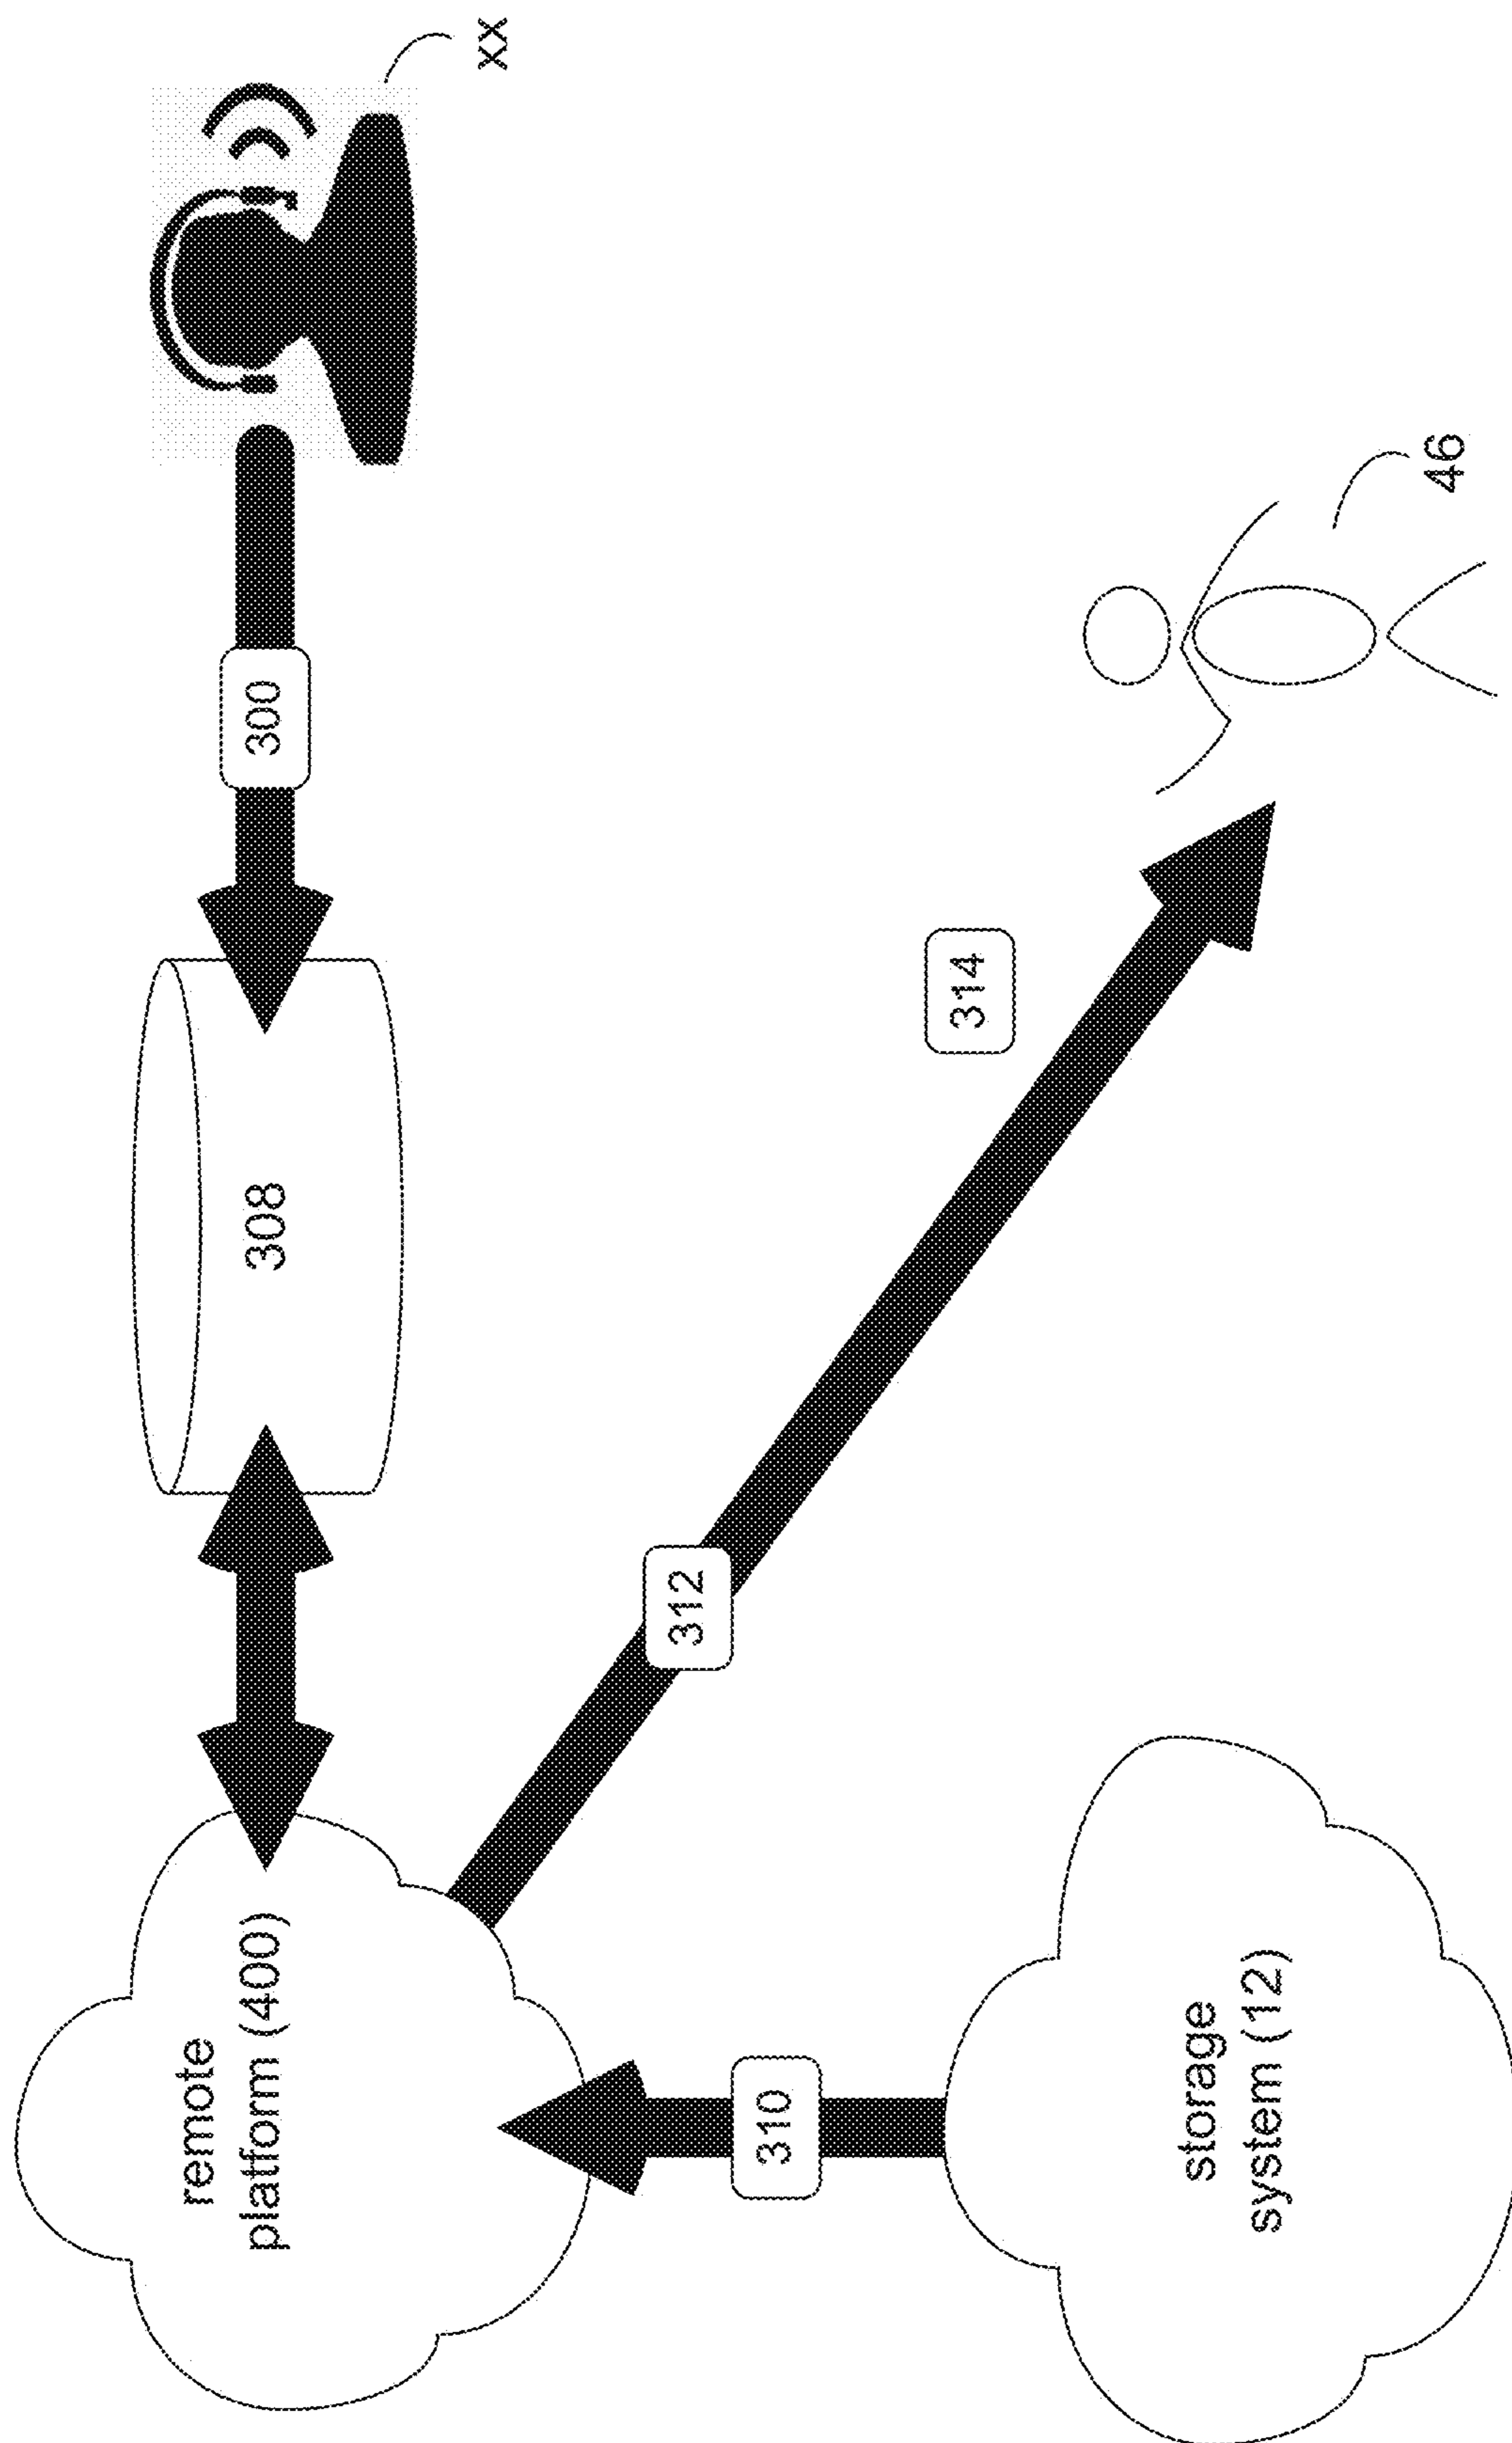 remote
platform (400)
308
300
xx
312
314
310
storage
system (12)
46